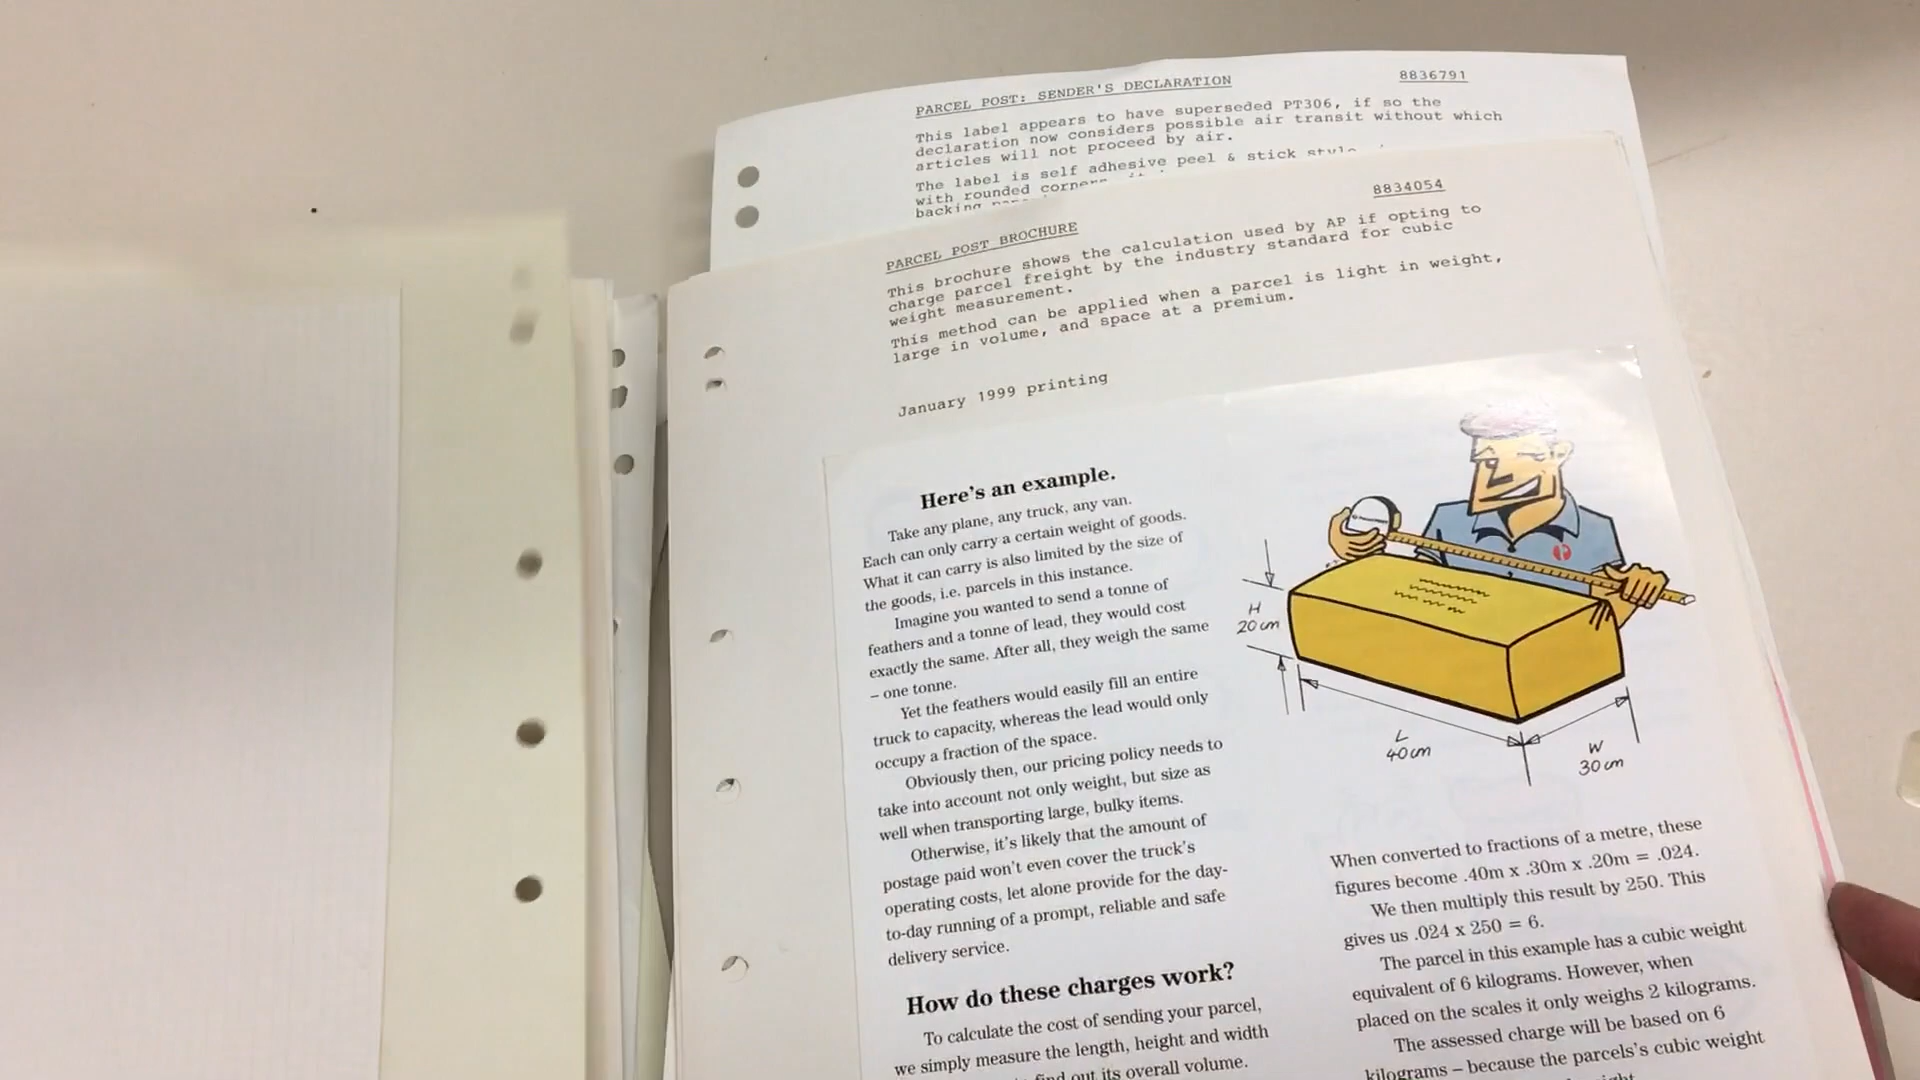 PARCEL POST: SENDER'S DECLARATION
8836791
This label appears to have superseded PT306, if so the
declaration now considers possible air transit without which
articles will not proceed by air.
The label is self adhesive peel & stick style
with rounded corners
backing
8834054
PARCEL POST BROCHURE
This brochure shows the calculation used by AP if opting to
charge parcel freight by the industry standard for cubic
weight measurement.
This method can be applied when a parcel is light in weight,
large in volume, and space at a premium.
January 1999 printing
Here's an example.
Take any plane, any truck, any van.
Each can only carry a certain weight of goods.
What it can carry is also limited by the size of
the goods, i.e. parcels in this instance.
Imagine you wanted to send a tonne of
feathers and a tonne of lead, they would cost
exactly the same. After all, they weigh the same
– one tonne.
Yet the feathers would easily fill an entire
truck to capacity, whereas the lead would only
occupy a fraction of the space.
Obviously then, our pricing policy needs to
take into account not only weight, but size as
well when transporting large, bulky items.
Otherwise, it's likely that the amount of
postage paid won't even cover the truck's
operating costs, let alone provide for the day-
to-day running of a prompt, reliable and safe
delivery service.
How do these charges work?
To calculate the cost of sending your parcel,
we simply measure the length, height and width
find out its overall volume.
H
20 cm
L
40 cm
W
30 cm
When converted to fractions of a metre, these
figures become .40m x .30m x .20m = .024.
We then multiply this result by 250. This
gives us .024 x 250 = 6.
The parcel in this example has a cubic weight
equivalent of 6 kilograms. However, when
placed on the scales it only weighs 2 kilograms.
The assessed charge will be based on 6
kilograms – because the parcels's cubic weight